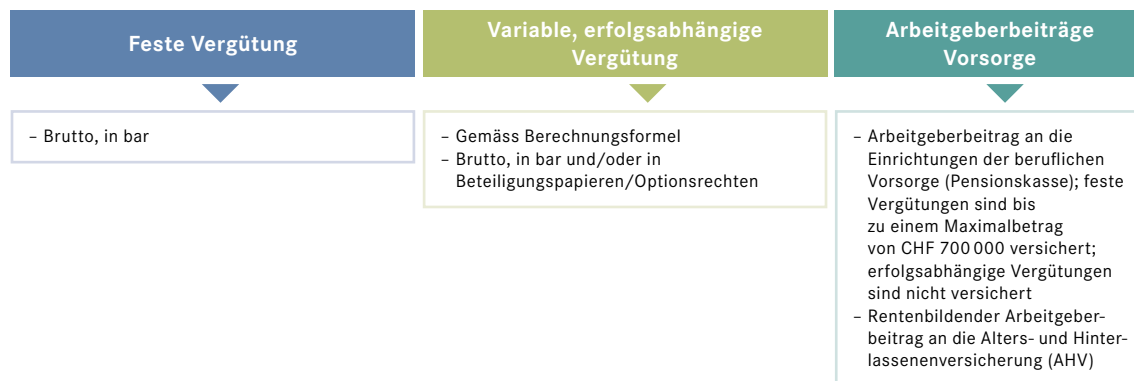 Feste Vergütung
– Brutto, in bar
Variable, erfolgsabhängige
Vergütung
– Gemäss Berechnungsformel
– Brutto, in bar und/oder in
Beteiligungspapieren/Optionsrechten
Arbeitgeberbeiträge
Vorsorge
– Arbeitgeberbeitrag an die
Einrichtungen der beruflichen
Vorsorge (Pensionskasse); feste
Vergütungen sind bis
zu einem Maximalbetrag
von CHF 700 000 versichert;
erfolgsabhängige Vergütungen
sind nicht versichert
– Rentenbildender Arbeitgeber-
beitrag an die Alters- und Hinter-
lassenenversicherung (AHV)